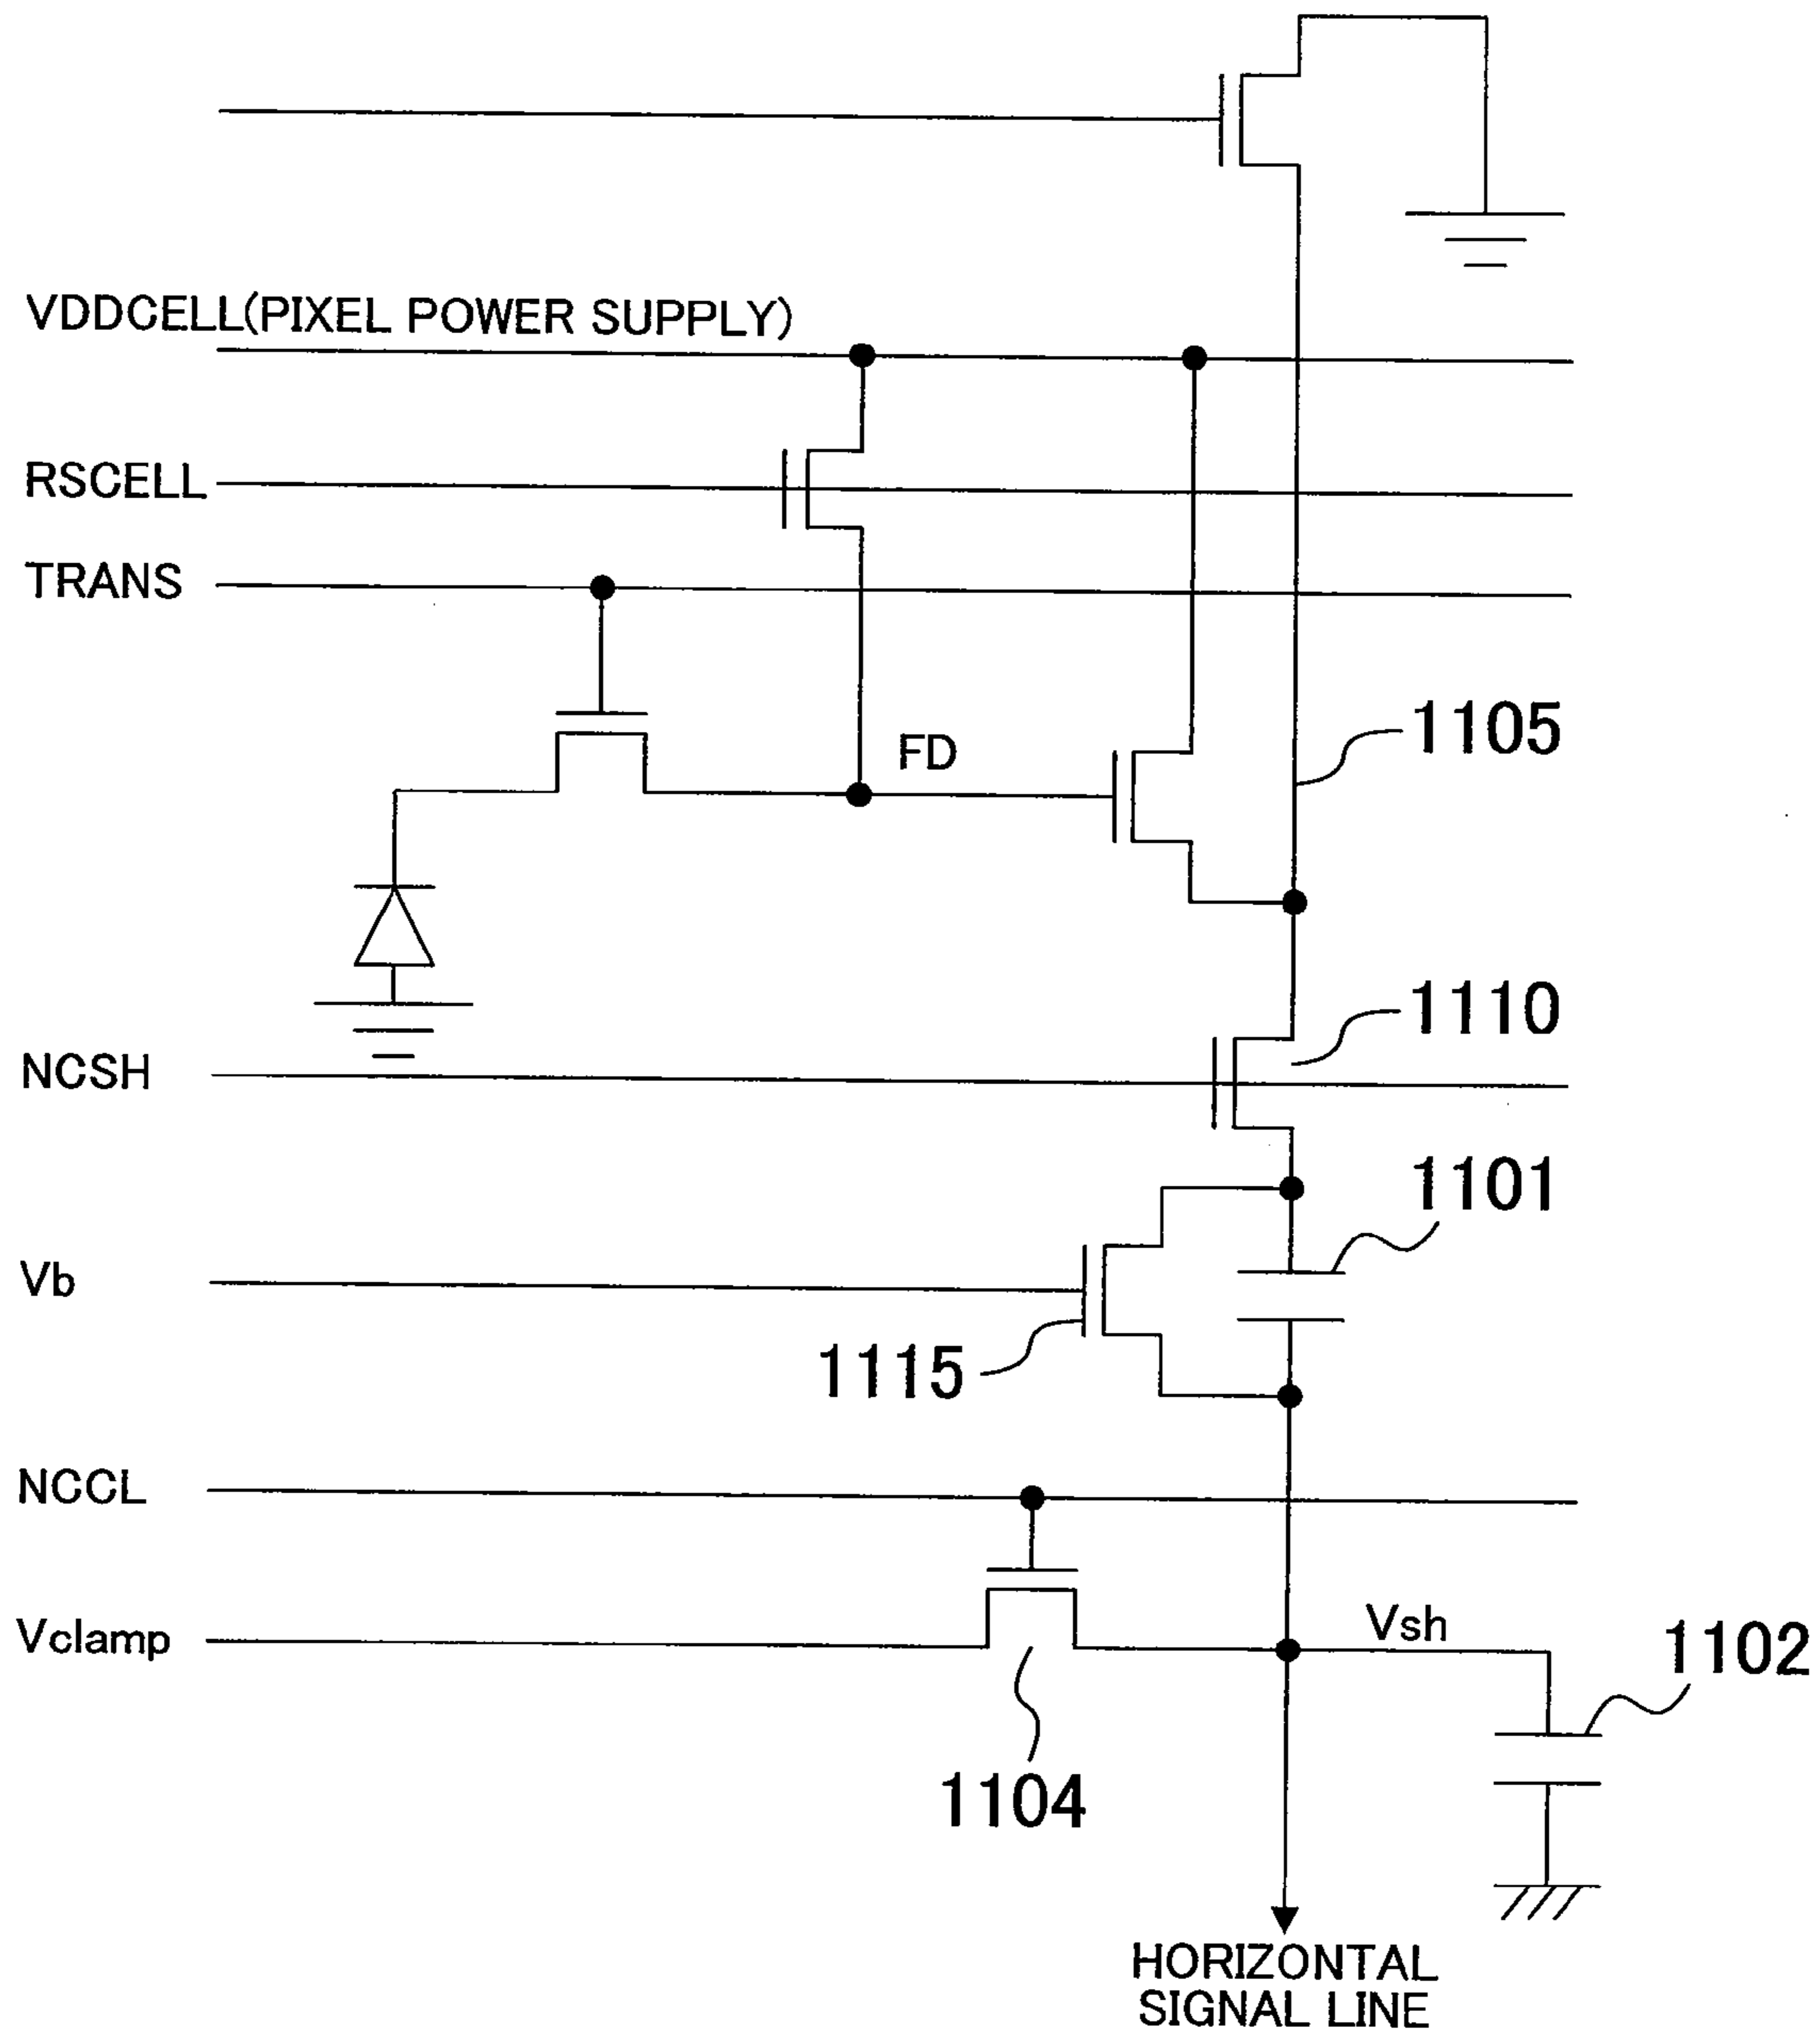 VDDCELL(PIXEL POWER SUPPLY)
RSCELL
TRANS
FD
1105
1110
NCSH
1101
Vb
1115
NCCL
Vclamp
Vsh
1102
1104
HORIZONTAL
SIGNAL LINE